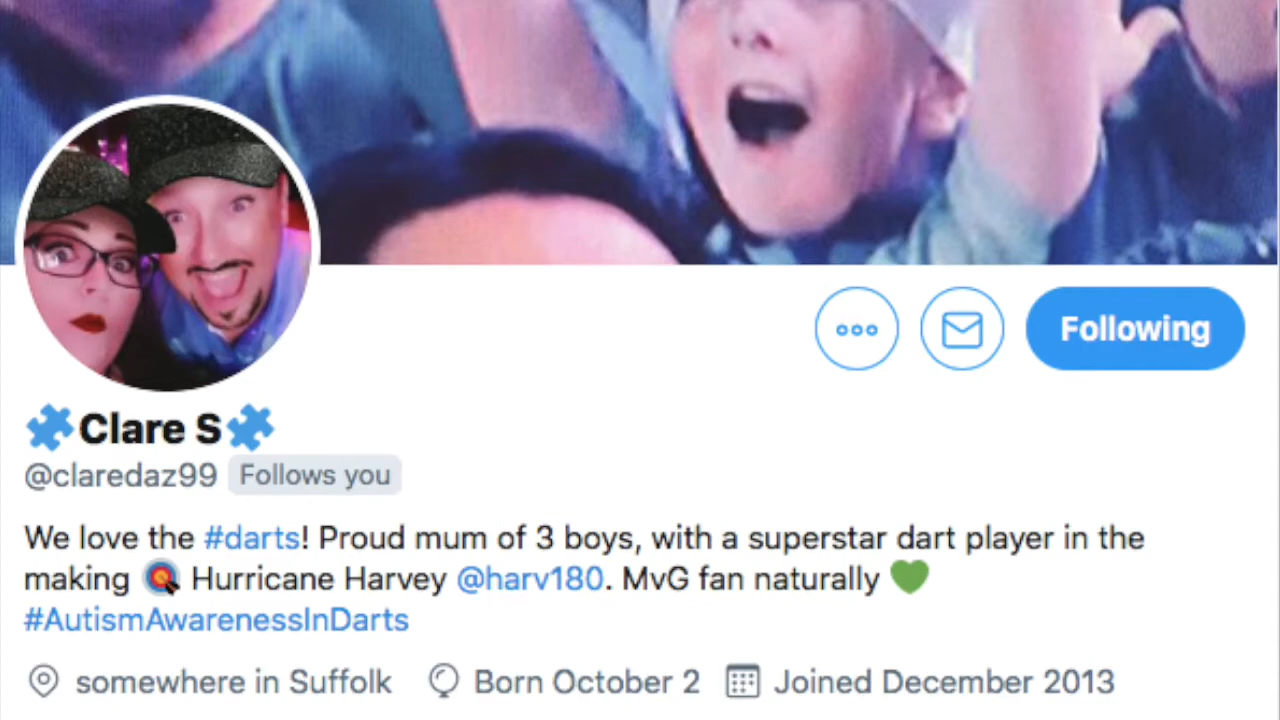 Following
🧩Clare S🧩
@claredaz99 Follows you
We love the #darts! Proud mum of 3 boys, with a superstar dart player in the
making 🎯 Hurricane Harvey @harv180. MvG fan naturally 💚
#AutismAwarenessInDarts
somewhere in Suffolk Born October 2 Joined December 2013